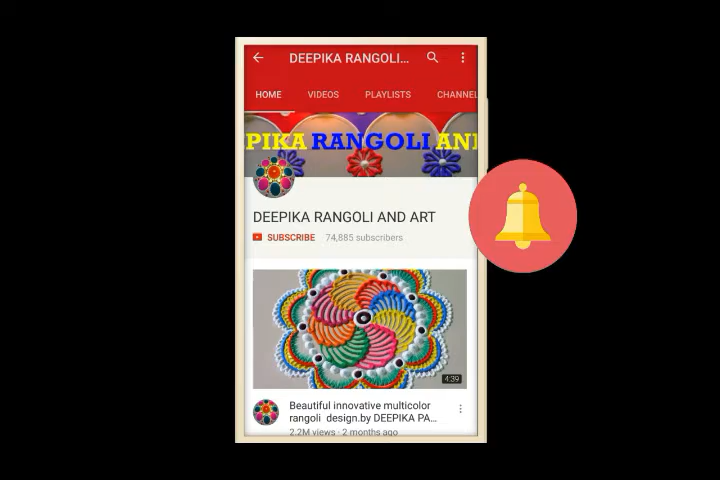 DEEPIKA RANGOLI...
HOME VIDEOS PLAYLISTS CHANNEL
PIKA RANGOLI AN
DEEPIKA RANGOLI AND ART
SUBSCRIBE 74,885 subscribers
4:39
Beautiful innovative multicolor
rangoli design.by DEEPIKA PA...
2.2M views · 2 months ago